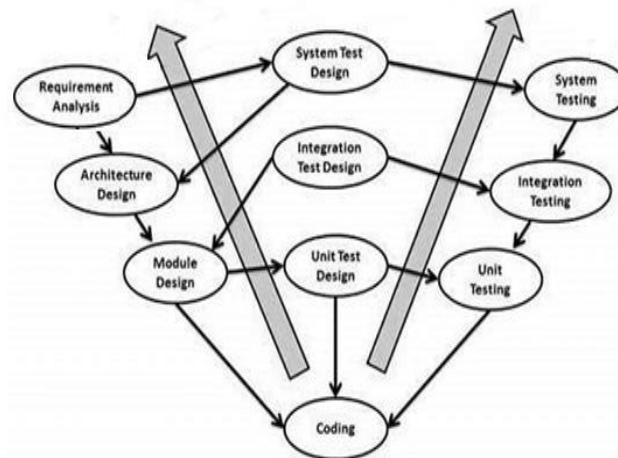 System Test
Design
Requirement
Analysis
System
Testing
Integration
Test Design
Architecture
Design
Integration
Testing
Module
Design
Unit Test
Design
Unit
Testing
Coding